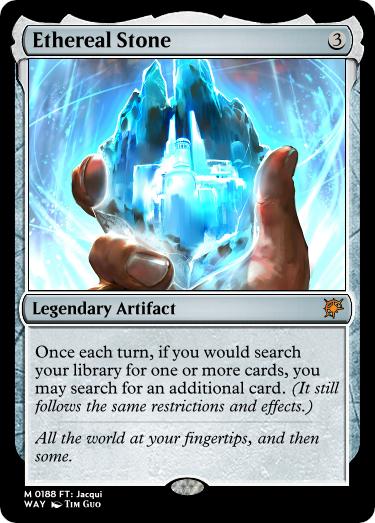 Ethereal Stone 3
Legendary Artifact
Once each turn, if you would search
your library for one or more cards, you
may search for an additional card. (It still
follows the same restrictions and effects.)
All the world at your fingertips, and then
some.
M 0188 FT: Jacqui
WAY Tim Guo